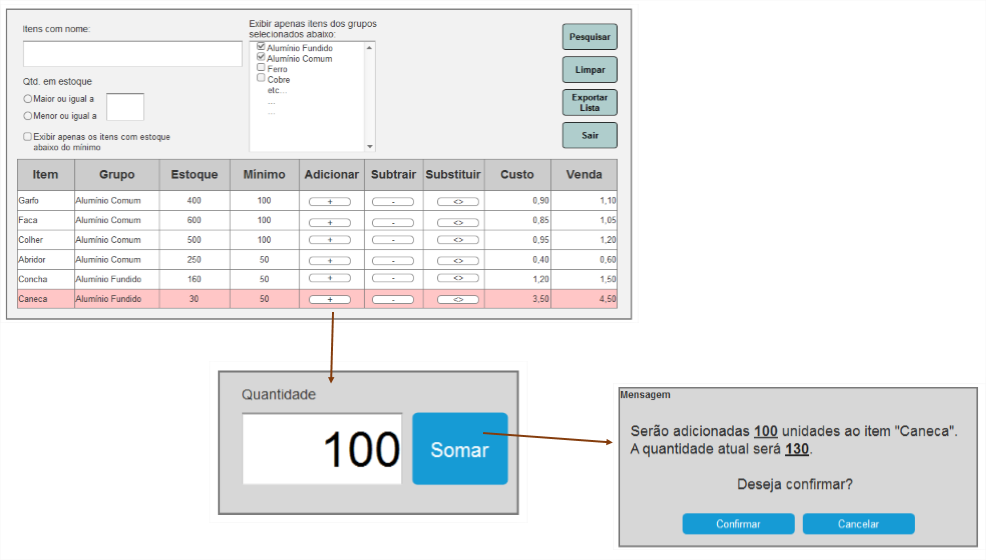 Itens com nome:
Exibir apenas itens dos grupos
selecionados abaixo:
Alumínio Fundido
Alumínio Comum
Ferro
Cobre
etc...
...
...
Qtd. em estoque
Maior ou igual a
Menor ou igual a
Exibir apenas os itens com estoque
abaixo do mínimo
Pesquisar
Limpar
Exportar
Lista
Sair
Item Grupo Estoque Mínimo Adicionar Subtrair Substituir Custo Venda
Garfo Alumínio Comum 400 100 + - <> 0,90 1,10
Faca Alumínio Comum 600 100 + - <> 0,85 1,05
Colher Alumínio Comum 500 100 + - <> 0,95 1,20
Abridor Alumínio Comum 250 50 + - <> 0,40 0,60
Concha Alumínio Fundido 160 50 + - <> 1,20 1,50
Caneca Alumínio Fundido 30 50 + - <> 3,50 4,50
Quantidade
100 Somar
Mensagem
Serão adicionadas 100 unidades ao item "Caneca".
A quantidade atual será 130.
Deseja confirmar?
Confirmar Cancelar